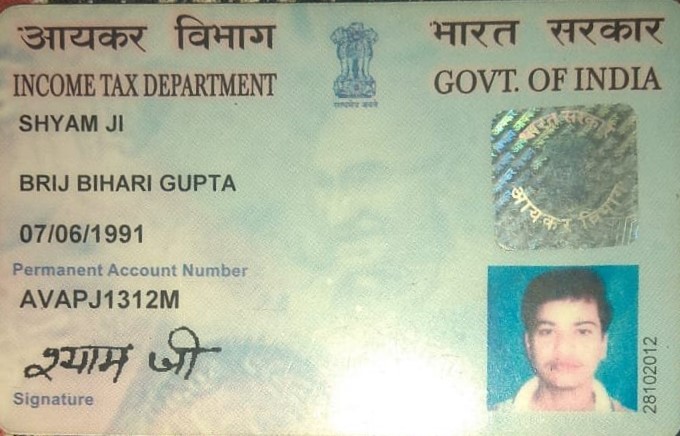 आयकर विभाग
भारत सरकार
INCOME TAX DEPARTMENT
GOVT. OF INDIA
सत्यमेव जयते
SHYAM JI
भारत सरकार
आयकर विभाग
BRIJ BIHARI GUPTA
07/06/1991
Permanent Account Number
AVAPJ1312M
श्याम जी
Signature
28102012